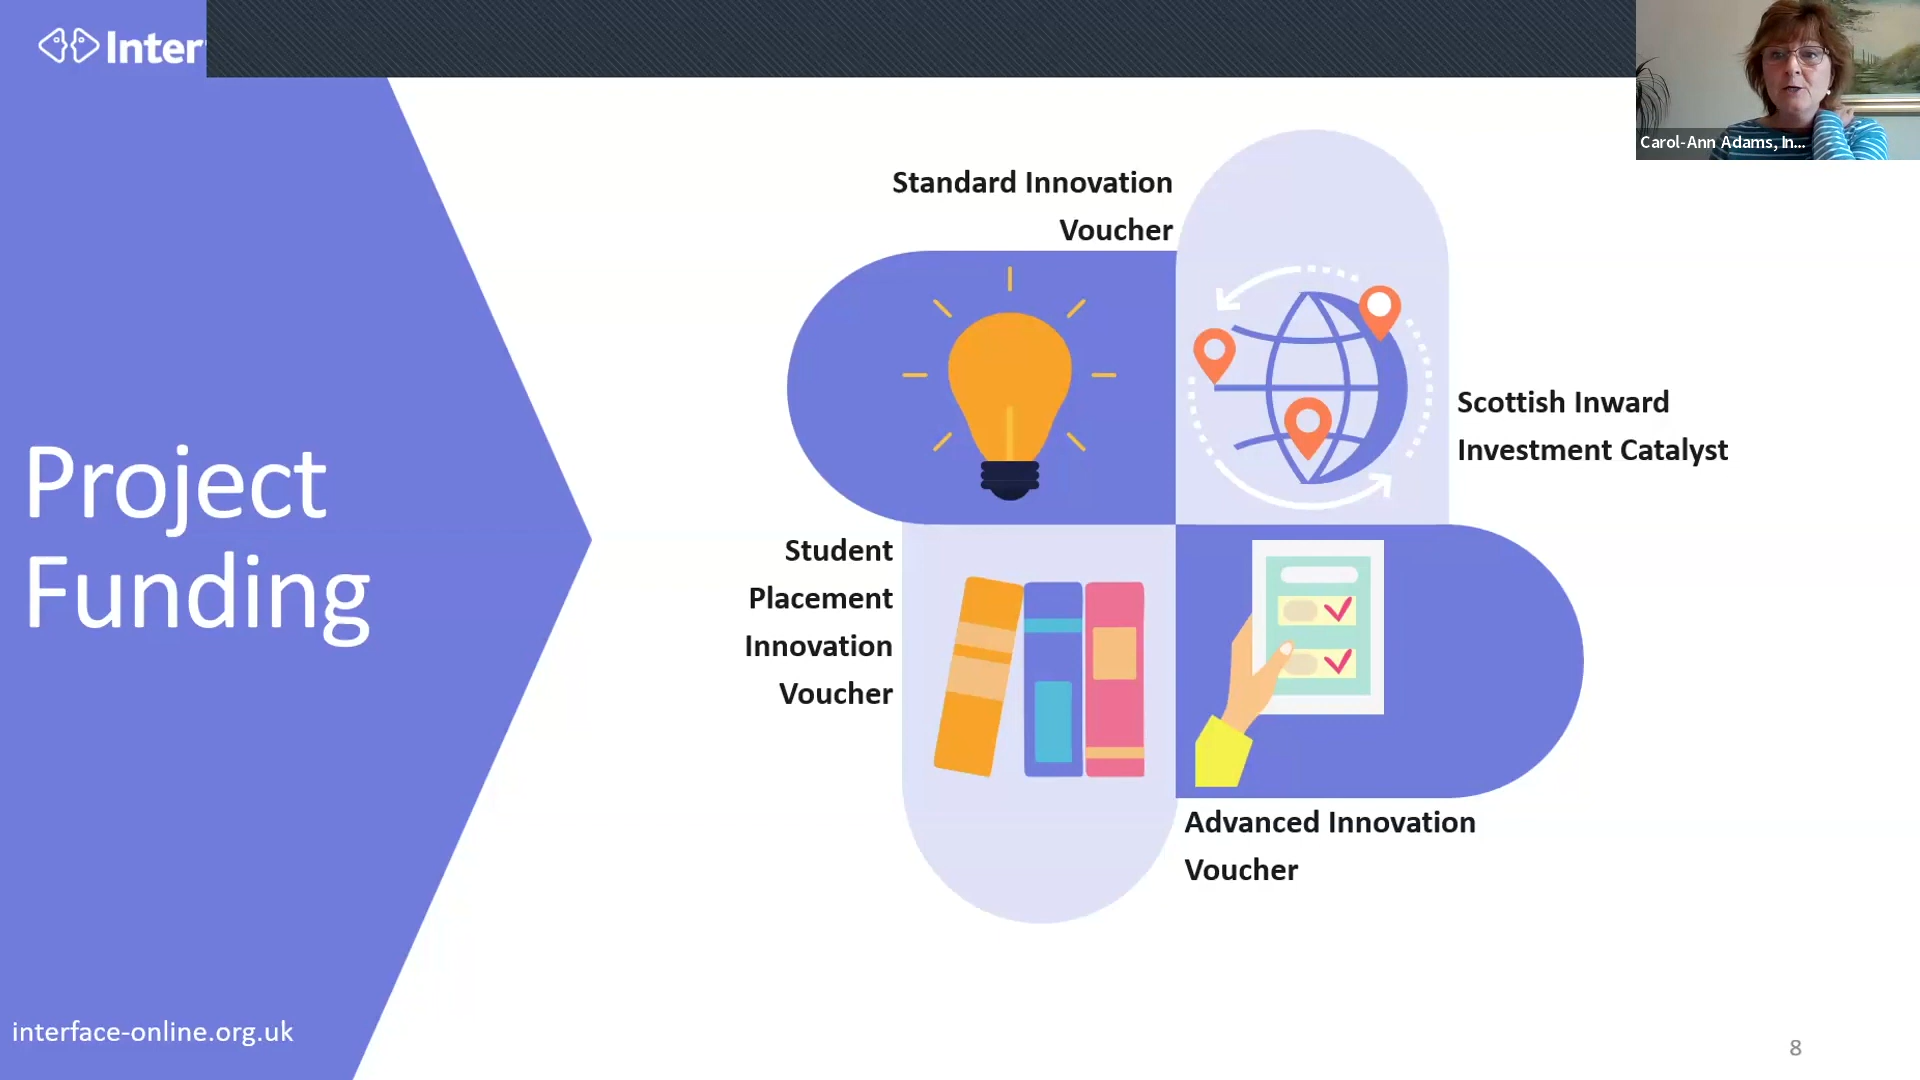 Inter
Carol-Ann Adams, In...
Project
Funding
Standard Innovation
Voucher
Scottish Inward
Investment Catalyst
Student
Placement
Innovation
Voucher
Advanced Innovation
Voucher
interface-online.org.uk
8